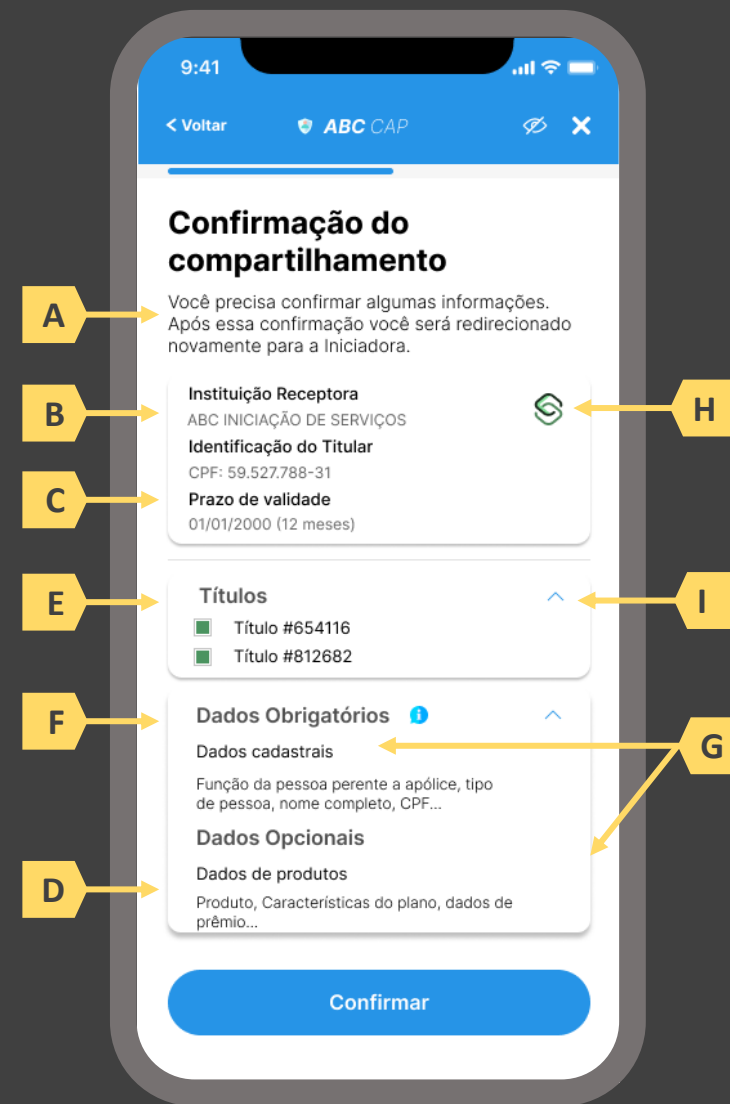 9:41
< Voltar
ABC CAP
Confirmação do
compartilhamento
A
Você precisa confirmar algumas informações.
Após essa confirmação você será redirecionado
novamente para a Iniciadora.
B
Instituição Receptora
ABC INICIAÇÃO DE SERVIÇOS
H
Identificação do Titular
CPF: 59.527.788-31
C
Prazo de validade
01/01/2000 (12 meses)
E
Títulos
I
Título #654116
Título #812682
F
Dados Obrigatórios
G
Dados cadastrais
Função da pessoa perente a apólice, tipo
de pessoa, nome completo, CPF...
Dados Opcionais
D
Dados de produtos
Produto, Características do plano, dados de
prêmio...
Confirmar